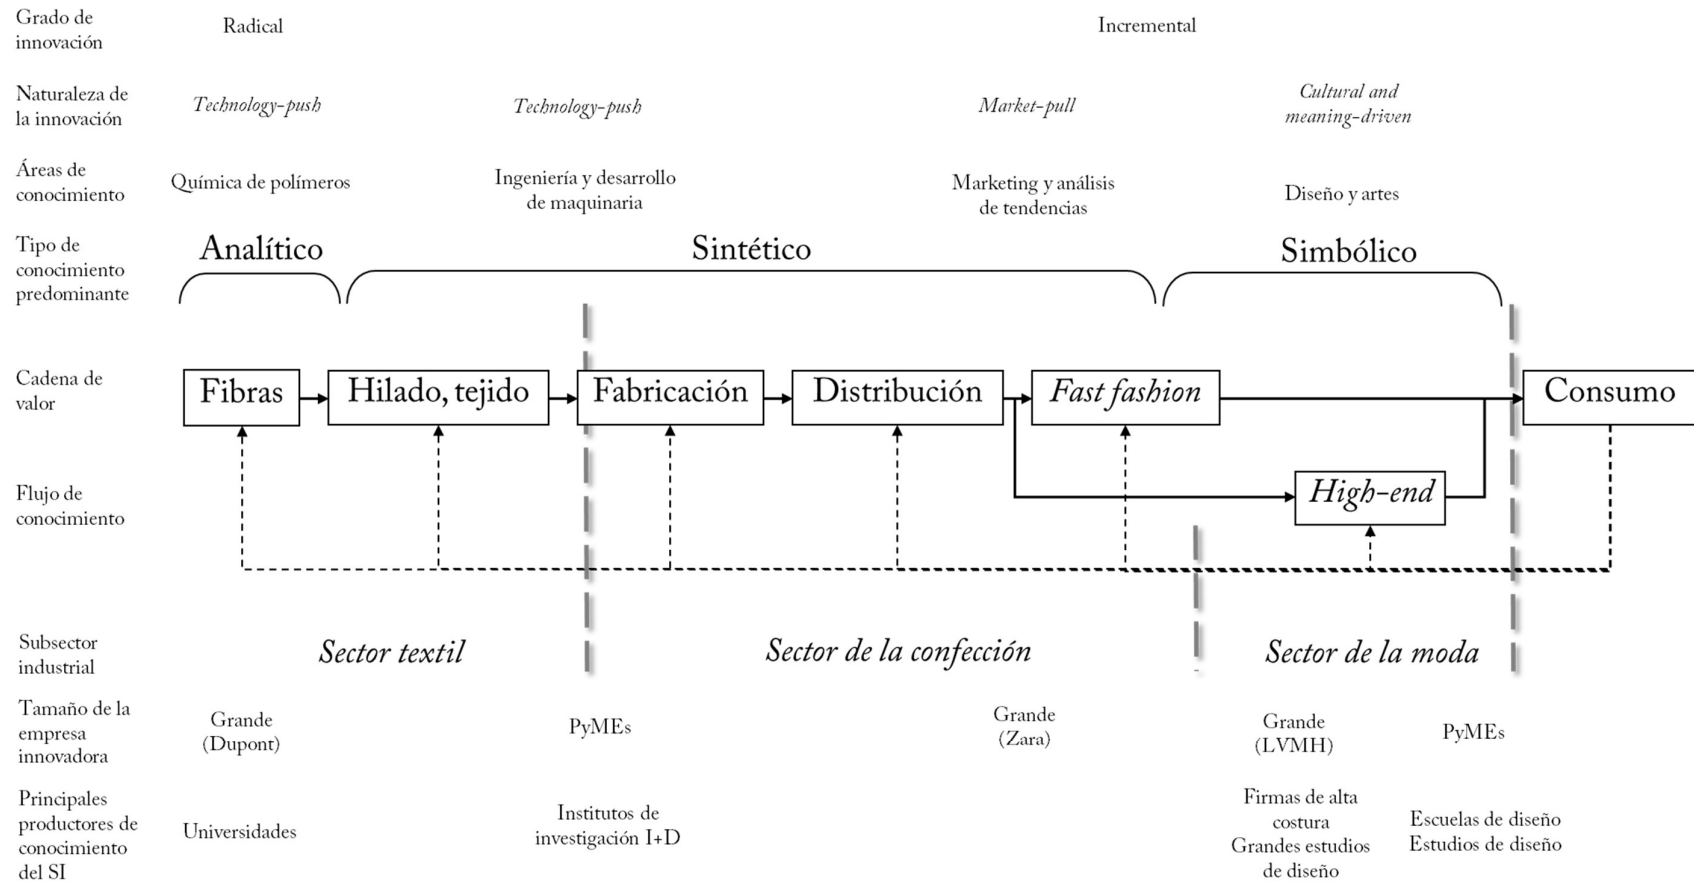 Grado de
innovación
Radical
Incremental
Naturaleza de
la innovación
Technology-push
Technology-push
Market-pull
Cultural and
meaning-driven
Áreas de
conocimiento
Química de polímeros
Ingeniería y desarrollo
de maquinaria
Marketing y análisis
de tendencias
Diseño y artes
Tipo de
conocimiento
predominante
Analítico
Sintético
Simbólico
Cadena de
valor
Fibras
Hilado, tejido
Fabricación
Distribución
Fast fashion
Consumo
Flujo de
conocimiento
High-end
Subsector
industrial
Sector textil
Sector de la confección
Sector de la moda
Tamaño de la
empresa
innovadora
Grande
(Dupont)
PyMEs
Grande
(Zara)
Grande
(LVMH)
PyMEs
Principales
productores de
conocimiento
del SI
Universidades
Institutos de
investigación I+D
Firmas de alta
costura
Grandes estudios
de diseño
Escuelas de diseño
Estudios de diseño